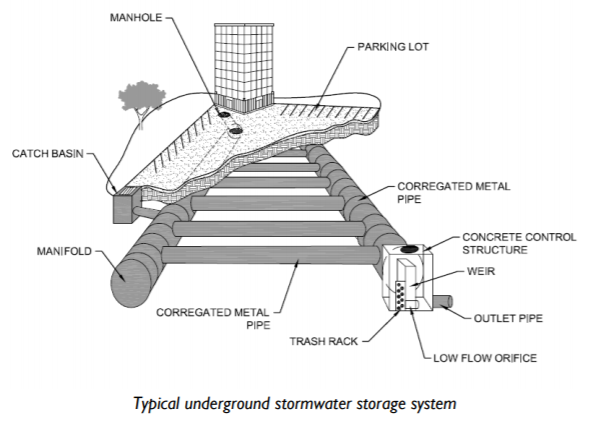 MANHOLE
PARKING LOT
CATCH BASIN
CORREGATED METAL
PIPE
CONCRETE CONTROL
STRUCTURE
MANIFOLD
WEIR
CORREGATED METAL
PIPE
OUTLET PIPE
TRASH RACK
LOW FLOW ORIFICE
Typical underground stormwater storage system